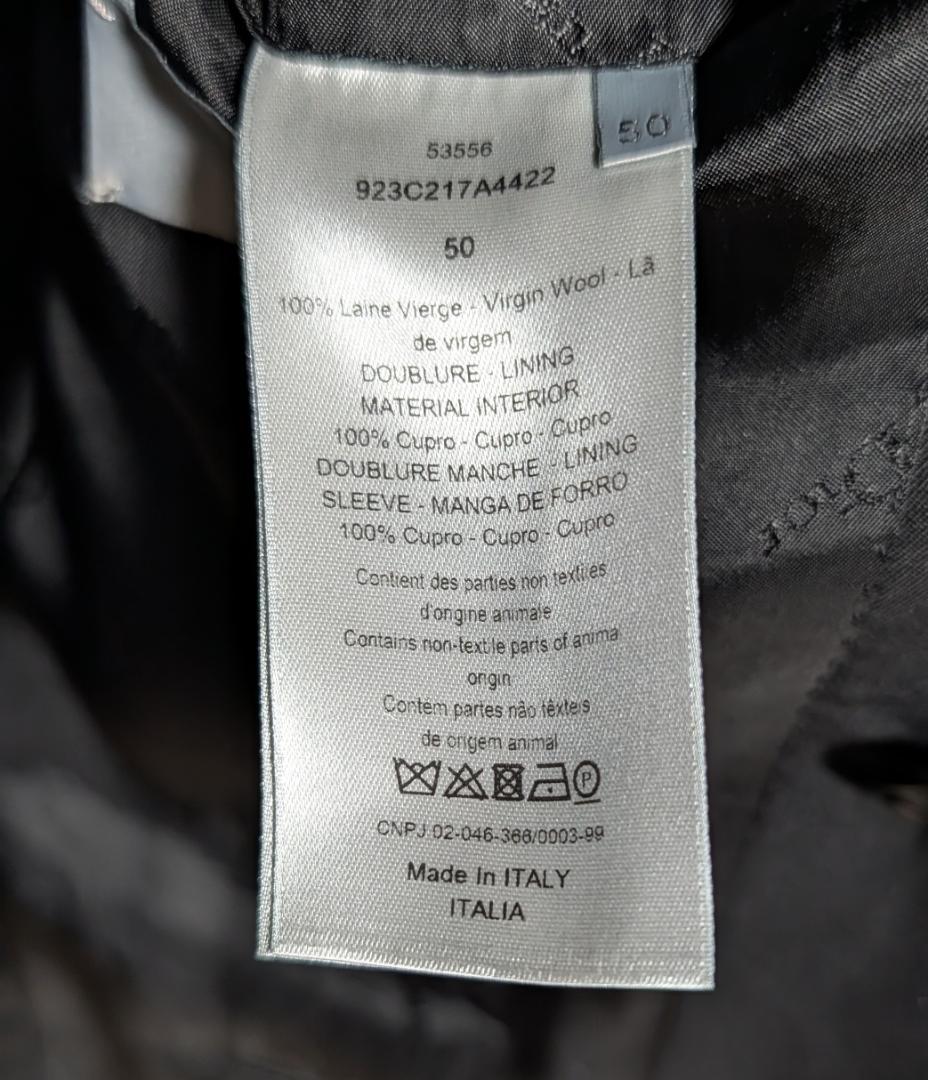 50
53556
923C217A4422
50
100% Laine Vierge - Virgin Wool - Lã
de virgem
DOUBLURE - LINING
MATERIAL INTERIOR
100% Cupro - Cupro - Cupro
DOUBLURE MANCHE - LINING
SLEEVE - MANGA DE FORRO
100% Cupro - Cupro - Cupro
Contient des parties non textiles
d'origine animale
Contains non-textile parts of anima
origin
Contem partes não têxteis
de origem animal
P
CNPJ 02-046-366/0003-99
Made in ITALY
ITALIA